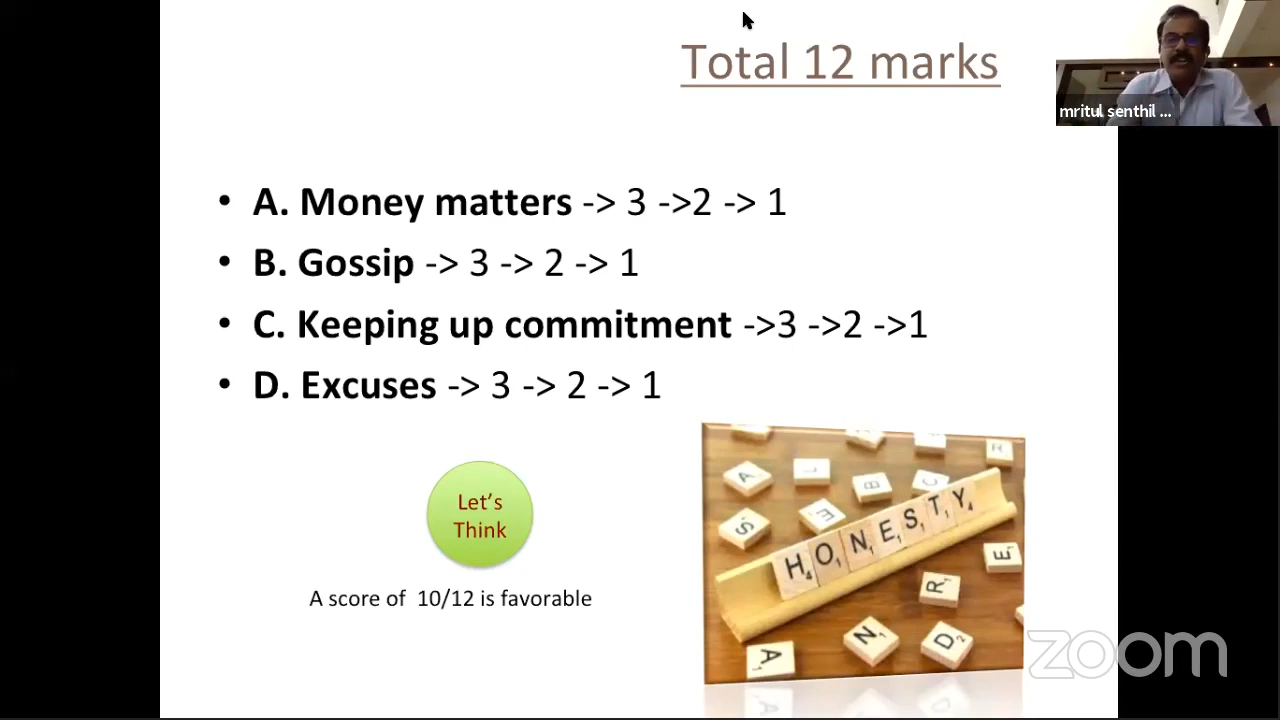 Total 12 marks
mritul senthil ...
• A. Money matters -> 3 ->2 -> 1
• B. Gossip -> 3 -> 2 -> 1
• C. Keeping up commitment ->3 ->2 ->1
• D. Excuses -> 3 -> 2 -> 1
Let's
Think
A score of 10/12 is favorable
HONESTY
zoom